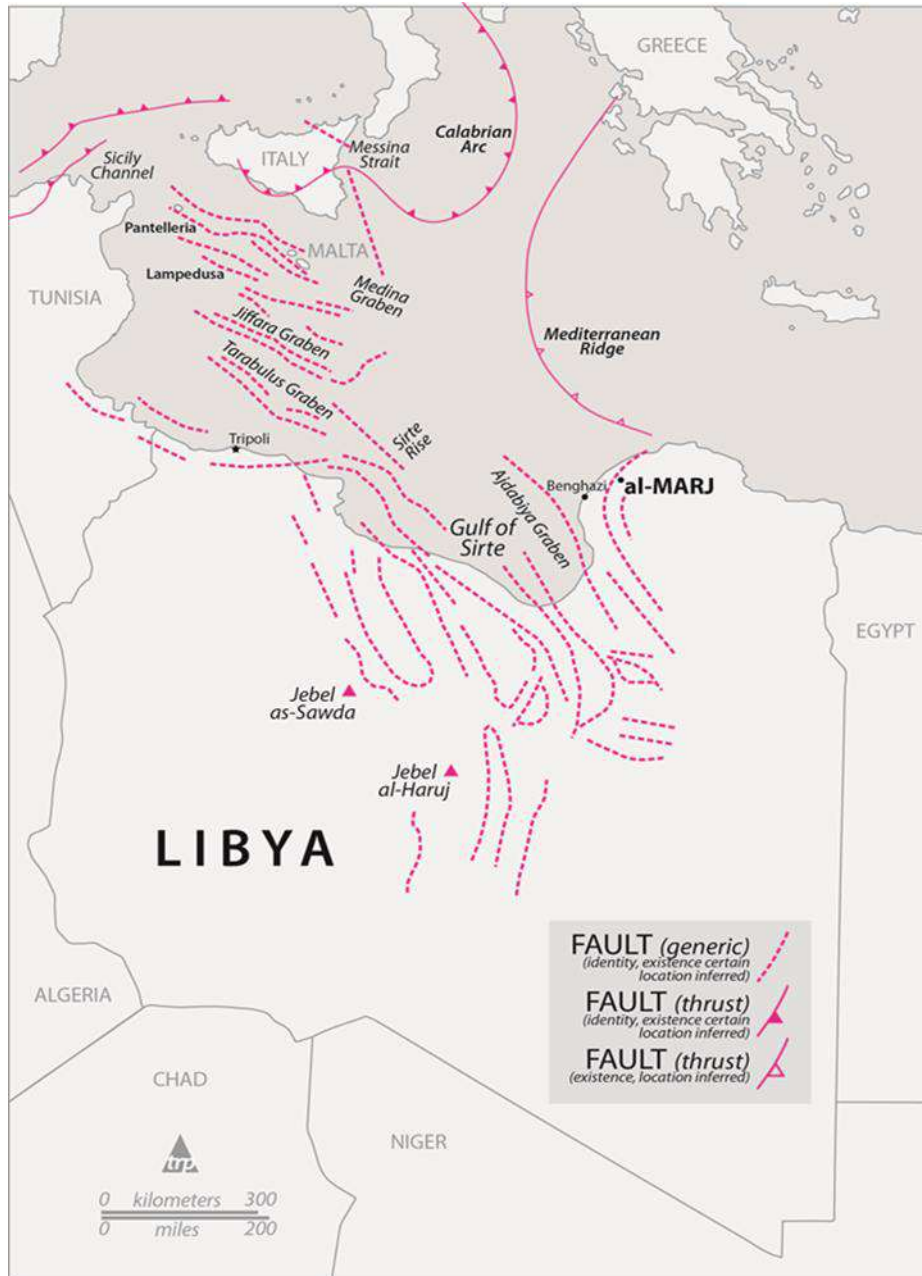 GREECE
Calabrian
Arc
Messina
Strait
ITALY
Sicily
Channel
Pantelleria
MALTA
Lampedusa
TUNISIA
Medina
Graben
Jiffara Graben
Mediterranean
Ridge
Tarabulus Graben
Tripoli
Sirte
Rise
Ajdabiya Graben
Benghazi
al-MARJ
Gulf of
Sirte
EGYPT
Jebel
as-Sawda
Jebel
al-Haruj
LIBYA
FAULT (generic)
(identity, existence certain
location inferred)
FAULT (thrust)
(identity, existence certain
location inferred)
FAULT (thrust)
(existence, location inferred)
ALGERIA
CHAD
NIGER
trp
0 kilometers 300
0 miles 200